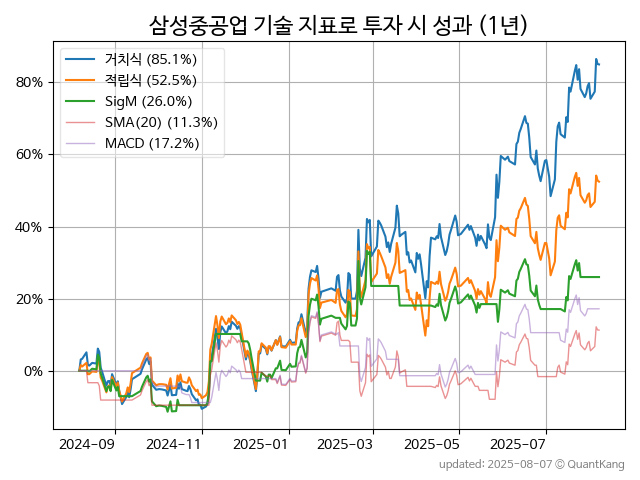 삼성중공업 기술 지표로 투자 시 성과 (1년)
거치식 (85.1%)
적립식 (52.5%)
SigM (26.0%)
SMA(20) (11.3%)
MACD (17.2%)
80%
60%
40%
20%
0%
2024-09 2024-11 2025-01 2025-03 2025-05 2025-07
updated: 2025-08-07 © QuantKang